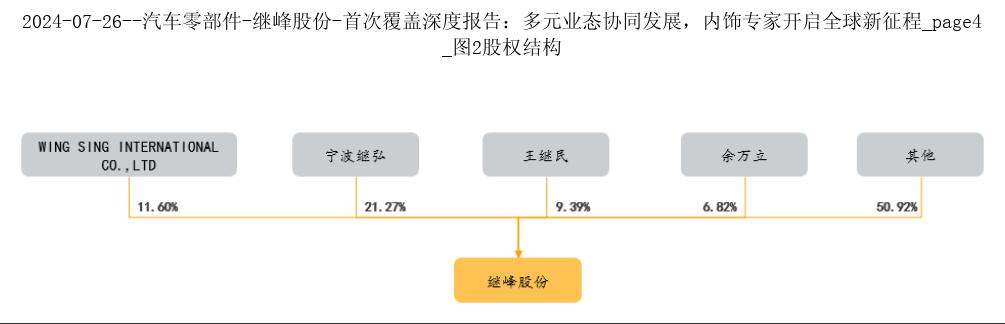 2024-07-26--汽车零部件-继峰股份-首次覆盖深度报告：多元业态协同发展，内饰专家开启全球新征程_page4
_图2股权结构
WING SING INTERNATIONAL
CO.,LTD
宁波继弘
王继民
余万立
其他
11.60%
21.27%
9.39%
6.82%
50.92%
继峰股份